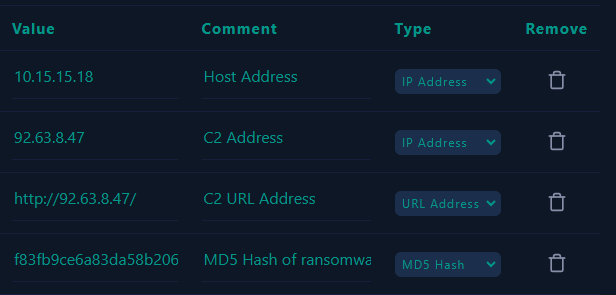 Value Comment Type Remove
10.15.15.18 Host Address IP Address
92.63.8.47 C2 Address IP Address
http://92.63.8.47/ C2 URL Address URL Address
f83fb9ce6a83da58b206 MD5 Hash of ransomwa MD5 Hash